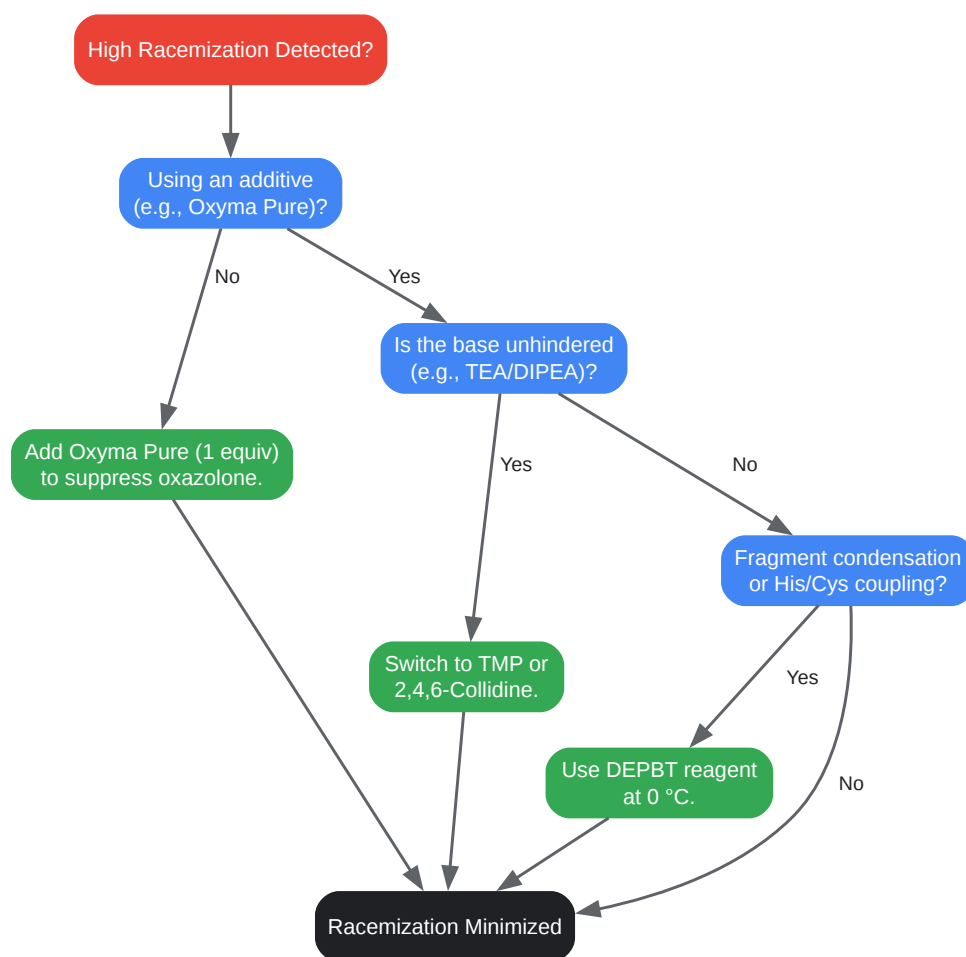 High Racemization Detected?
Using an additive
(e.g., Oxyma Pure)?
No
Yes
Is the base unhindered
(e.g., TEA/DIPEA)?
Add Oxyma Pure (1 equiv)
to suppress oxazolone.
Yes
No
Fragment condensation
or His/Cys coupling?
Switch to TMP or
2,4,6-Collidine.
Yes
Use DEPBT reagent
at 0 °C.
No
Racemization Minimized